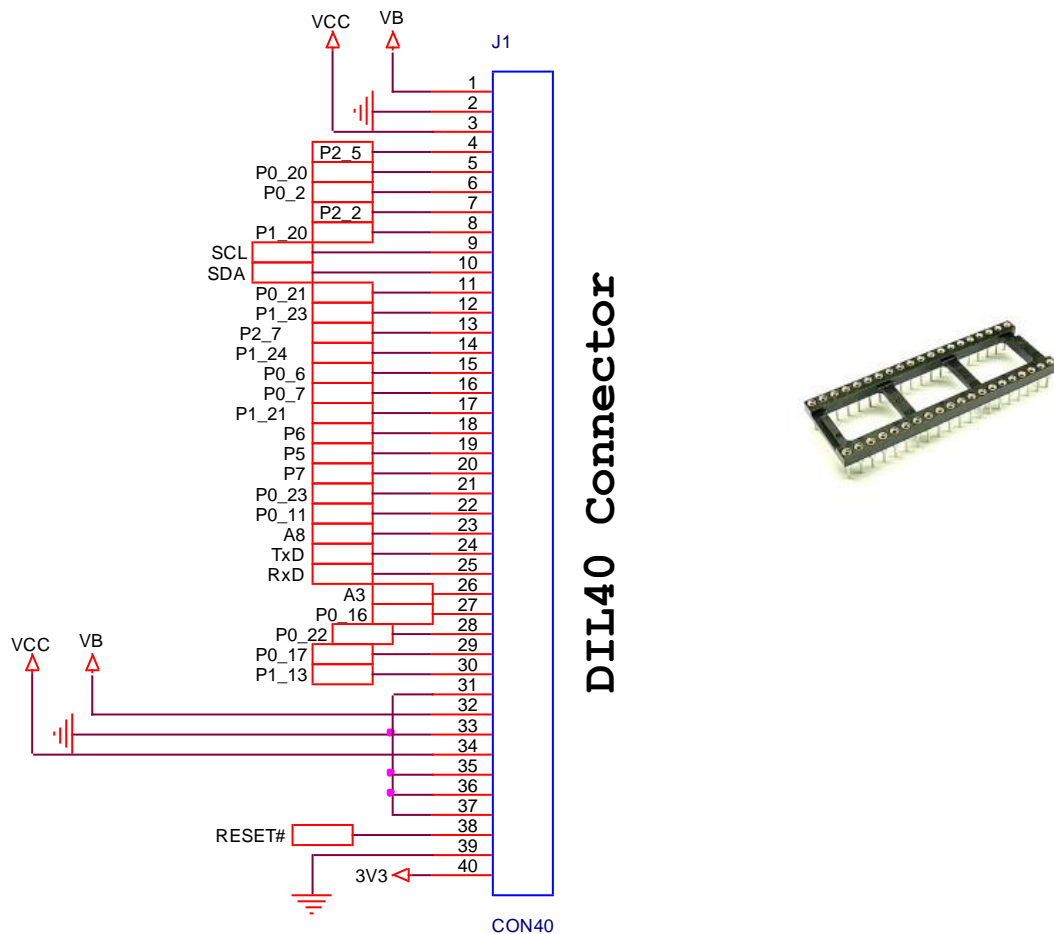 VCC
VB
J1
1
2
3
P2_5 4
P0_20 5
P0_2 6
P2_2 7
P1_20 8
SCL 9
SDA 10
P0_21 11
P1_23 12
P2_7 13
P1_24 14
P0_6 15
P0_7 16
P1_21 17
P6 18
P5 19
P7 20
P0_23 21
P0_11 22
A8 23
TxD 24
RxD 25
A3 26
P0_16 27
P0_22 28
P0_17 29
P1_13 30
VCC
VB
31
32
33
34
35
36
37
RESET# 38
39
3V3 40
CON40
DIL40 Connector